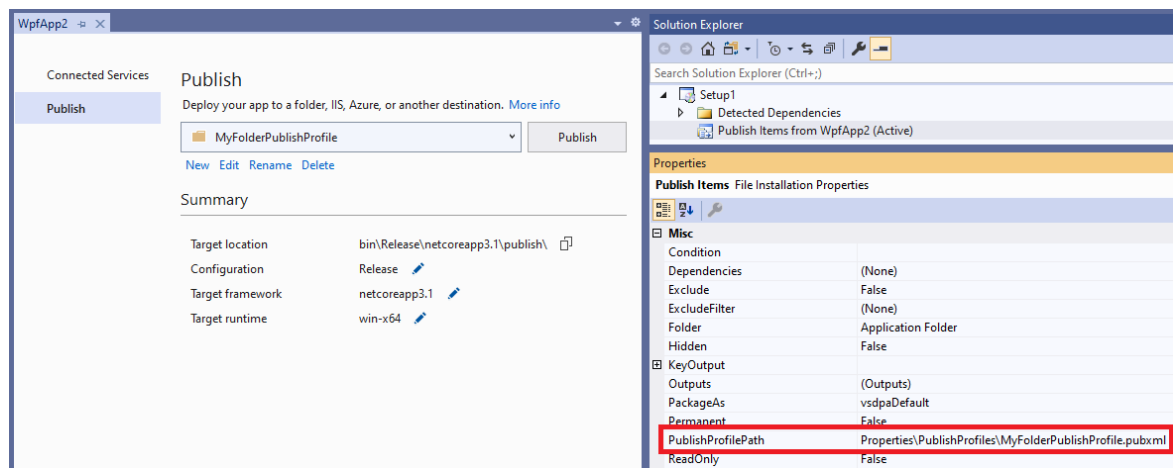 WpfApp2
Connected Services
Publish
Publish
Deploy your app to a folder, IIS, Azure, or another destination. More info
MyFolderPublishProfile
Publish
New Edit Rename Delete
Summary
Target location bin\Release\netcoreapp3.1\publish\
Configuration Release
Target framework netcoreapp3.1
Target runtime win-x64
Solution Explorer
Search Solution Explorer (Ctrl+;)
Setup1
Detected Dependencies
Publish Items from WpfApp2 (Active)
Properties
Publish Items File Installation Properties
Misc
Condition
Dependencies (None)
Exclude False
ExcludeFilter (None)
Folder Application Folder
Hidden False
KeyOutput
Outputs (Outputs)
PackageAs vsdpaDefault
Permanent False
PublishProfilePath Properties\PublishProfiles\MyFolderPublishProfile.pubxml
ReadOnly False